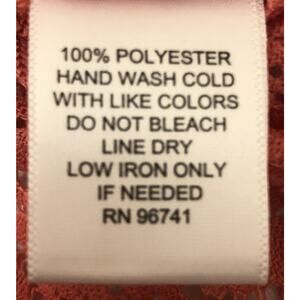 100% POLYESTER
HAND WASH COLD
WITH LIKE COLORS
DO NOT BLEACH
LINE DRY
LOW IRON ONLY
IF NEEDED
RN 96741